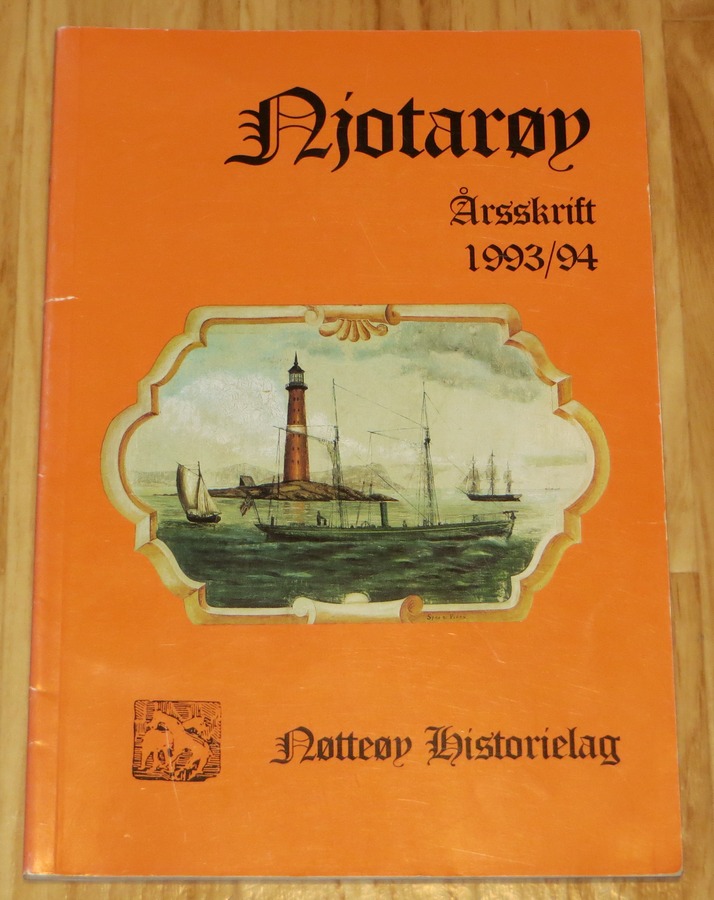 Njotarøy
Årsskrift
1993/94
Nøtteøy Historielag